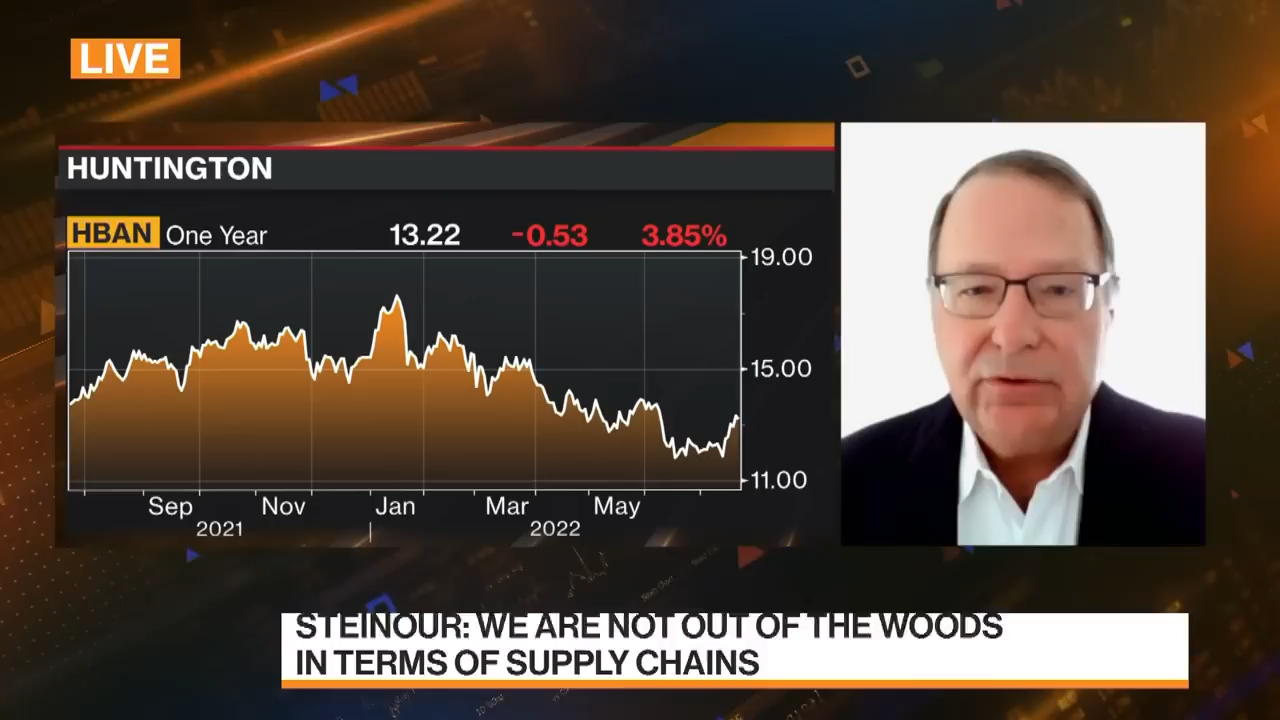 LIVE
HUNTINGTON
HBAN One Year 13.22 -0.53 3.85%
19.00
15.00
11.00
Sep Nov Jan Mar May
2021 2022
STEINOUR: WE ARE NOT OUT OF THE WOODS
IN TERMS OF SUPPLY CHAINS